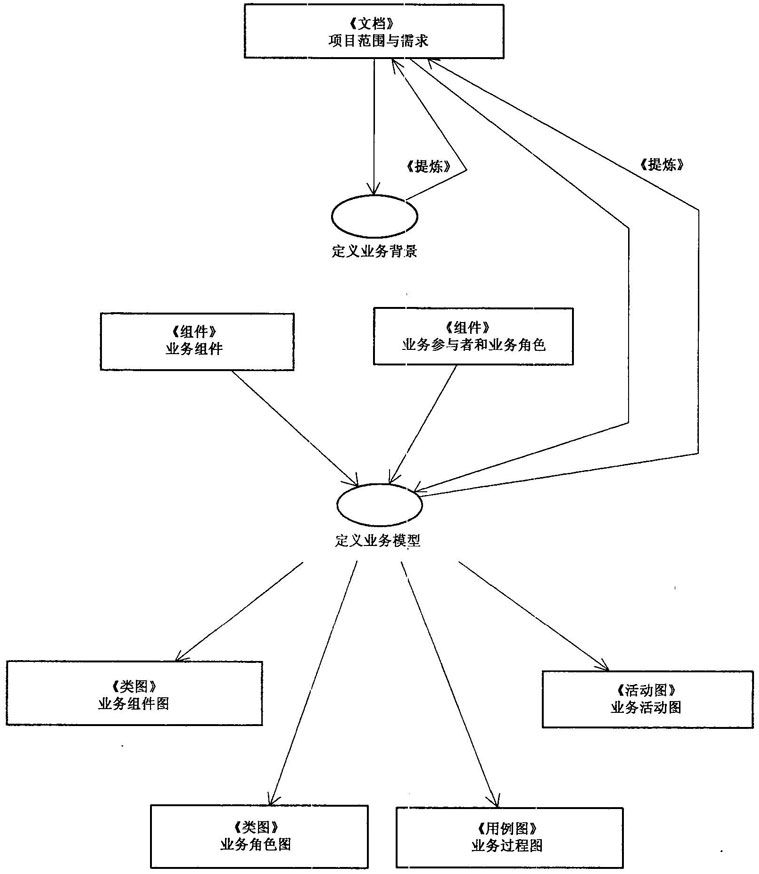 《文档》
项目范围与需求
《提炼》
《提炼》
定义业务背景
《组件》
业务组件
《组件》
业务参与者和业务角色
定义业务模型
《类图》
业务组件图
《活动图》
业务活动图
《类图》
业务角色图
《用例图》
业务过程图